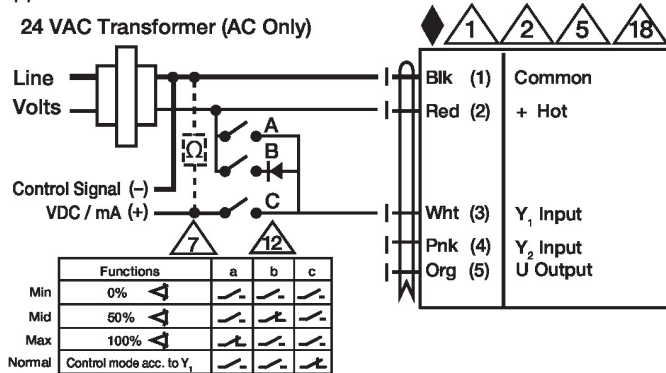 24 VAC Transformer (AC Only)
1 2 5 18
Line
Volts
Blk (1) Common
Red (2) + Hot
A
B
C
Ω
Control Signal (–)
VDC / mA (+)
Wht (3) Y₁ Input
Pnk (4) Y₂ Input
Org (5) U Output
7
12
Functions a b c
Min 0%
Mid 50%
Max 100%
Normal Control mode acc. to Y₁